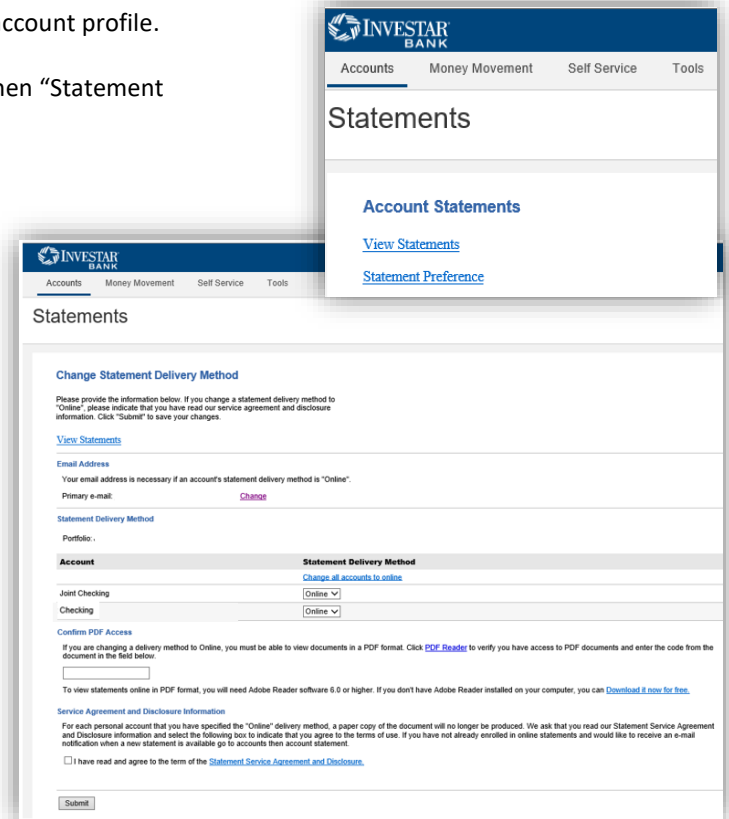 account profile.
hen “Statement
INVESTAR
BANK
Accounts Money Movement Self Service Tools
Statements
Account Statements
View Statements
Statement Preference
INVESTAR
BANK
Accounts Money Movement Self Service Tools
Statements
Change Statement Delivery Method
Please provide the information below. If you change a statement delivery method to
"Online", please indicate that you have read our service agreement and disclosure
information. Click "Submit" to save your changes.
View Statements
Email Address
Your email address is necessary if an account's statement delivery method is "Online".
Primary e-mail: Change
Statement Delivery Method
Portfolio:
Account Statement Delivery Method
Change all accounts to online
Joint Checking Online
Checking Online
Confirm PDF Access
If you are changing a delivery method to Online, you must be able to view documents in a PDF format. Click PDF Reader to verify you have access to PDF documents and enter the code from the
document in the field below.
To view statements online in PDF format, you will need Adobe Reader software 6.0 or higher. If you don't have Adobe Reader installed on your computer, you can Download it now for free.
Service Agreement and Disclosure Information
For each personal account that you have specified the "Online" delivery method, a paper copy of the document will no longer be produced. We ask that you read our Statement Service Agreement
and Disclosure information and select the following box to indicate that you agree to the terms of use. If you have not already enrolled in online statements and would like to receive an e-mail
notification when a new statement is available go to accounts then account statement.
I have read and agree to the term of the Statement Service Agreement and Disclosure.
Submit